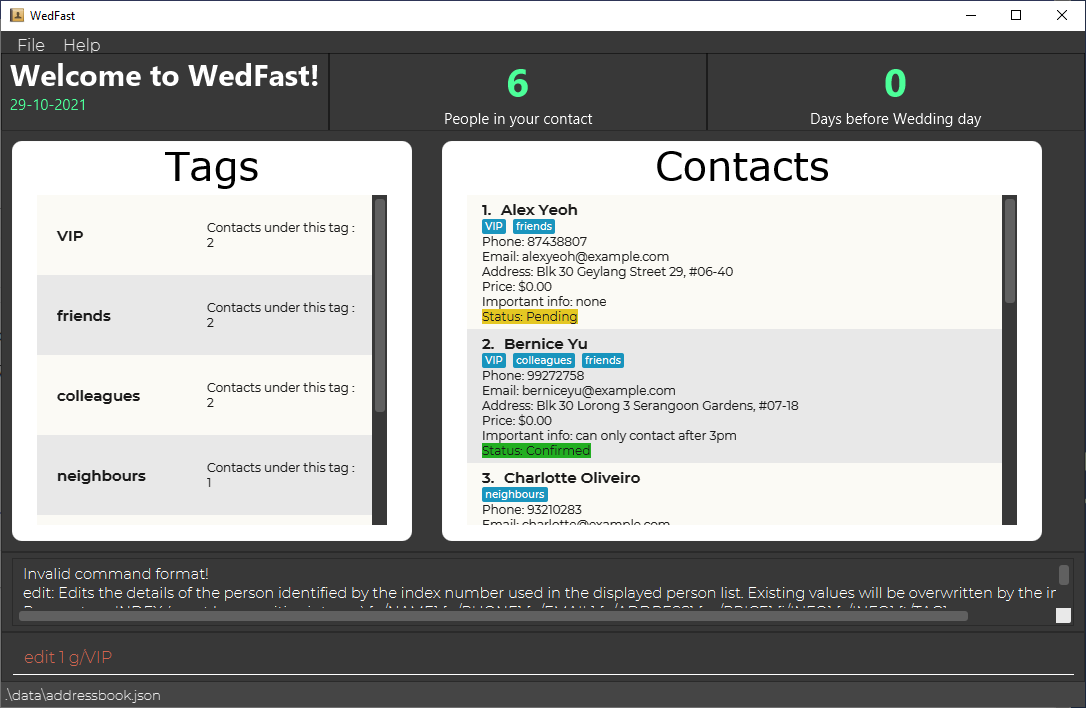 WedFast
File Help
Welcome to WedFast!
29-10-2021
6
People in your contact
0
Days before Wedding day
Tags
VIP
Contacts under this tag :
2
friends
Contacts under this tag :
2
colleagues
Contacts under this tag :
2
neighbours
Contacts under this tag :
1
Contacts
1. Alex Yeoh
VIP friends
Phone: 87438807
Email: alexyeoh@example.com
Address: Blk 30 Geylang Street 29, #06-40
Price: $0.00
Important info: none
Status: Pending
2. Bernice Yu
VIP colleagues friends
Phone: 99272758
Email: berniceyu@example.com
Address: Blk 30 Lorong 3 Serangoon Gardens, #07-18
Price: $0.00
Important info: can only contact after 3pm
Status: Confirmed
3. Charlotte Oliveiro
neighbours
Phone: 93210283
Email: charlotte@example.com
Invalid command format!
edit: Edits the details of the person identified by the index number used in the displayed person list. Existing values will be overwritten by the
edit 1 g/VIP
.\data\addressbook.json